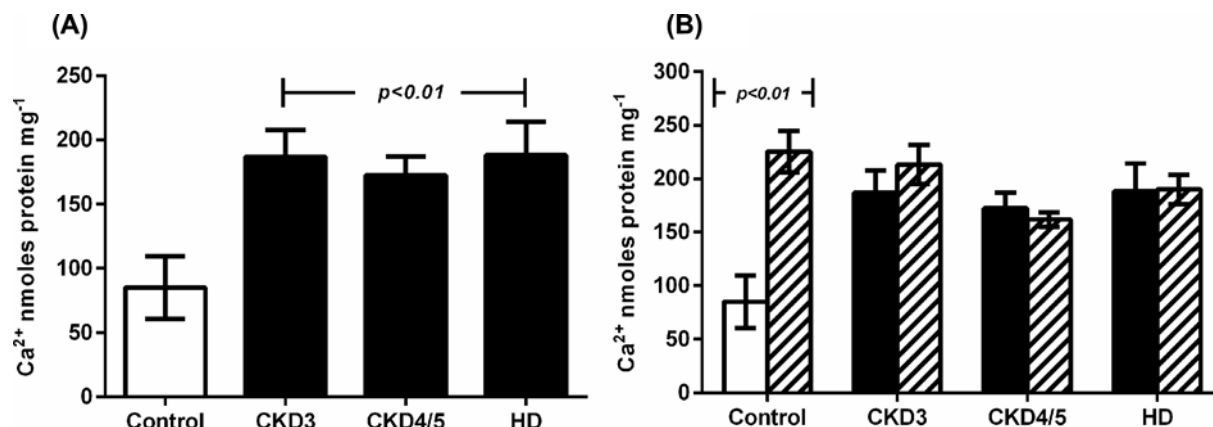 (A)
Ca²⁺ nmoles protein mg⁻¹
250
200
150
100
50
0
p<0.01
Control CKD3 CKD4/5 HD
(B)
Ca²⁺ nmoles protein mg⁻¹
300
250
200
150
100
50
0
p<0.01
Control CKD3 CKD4/5 HD